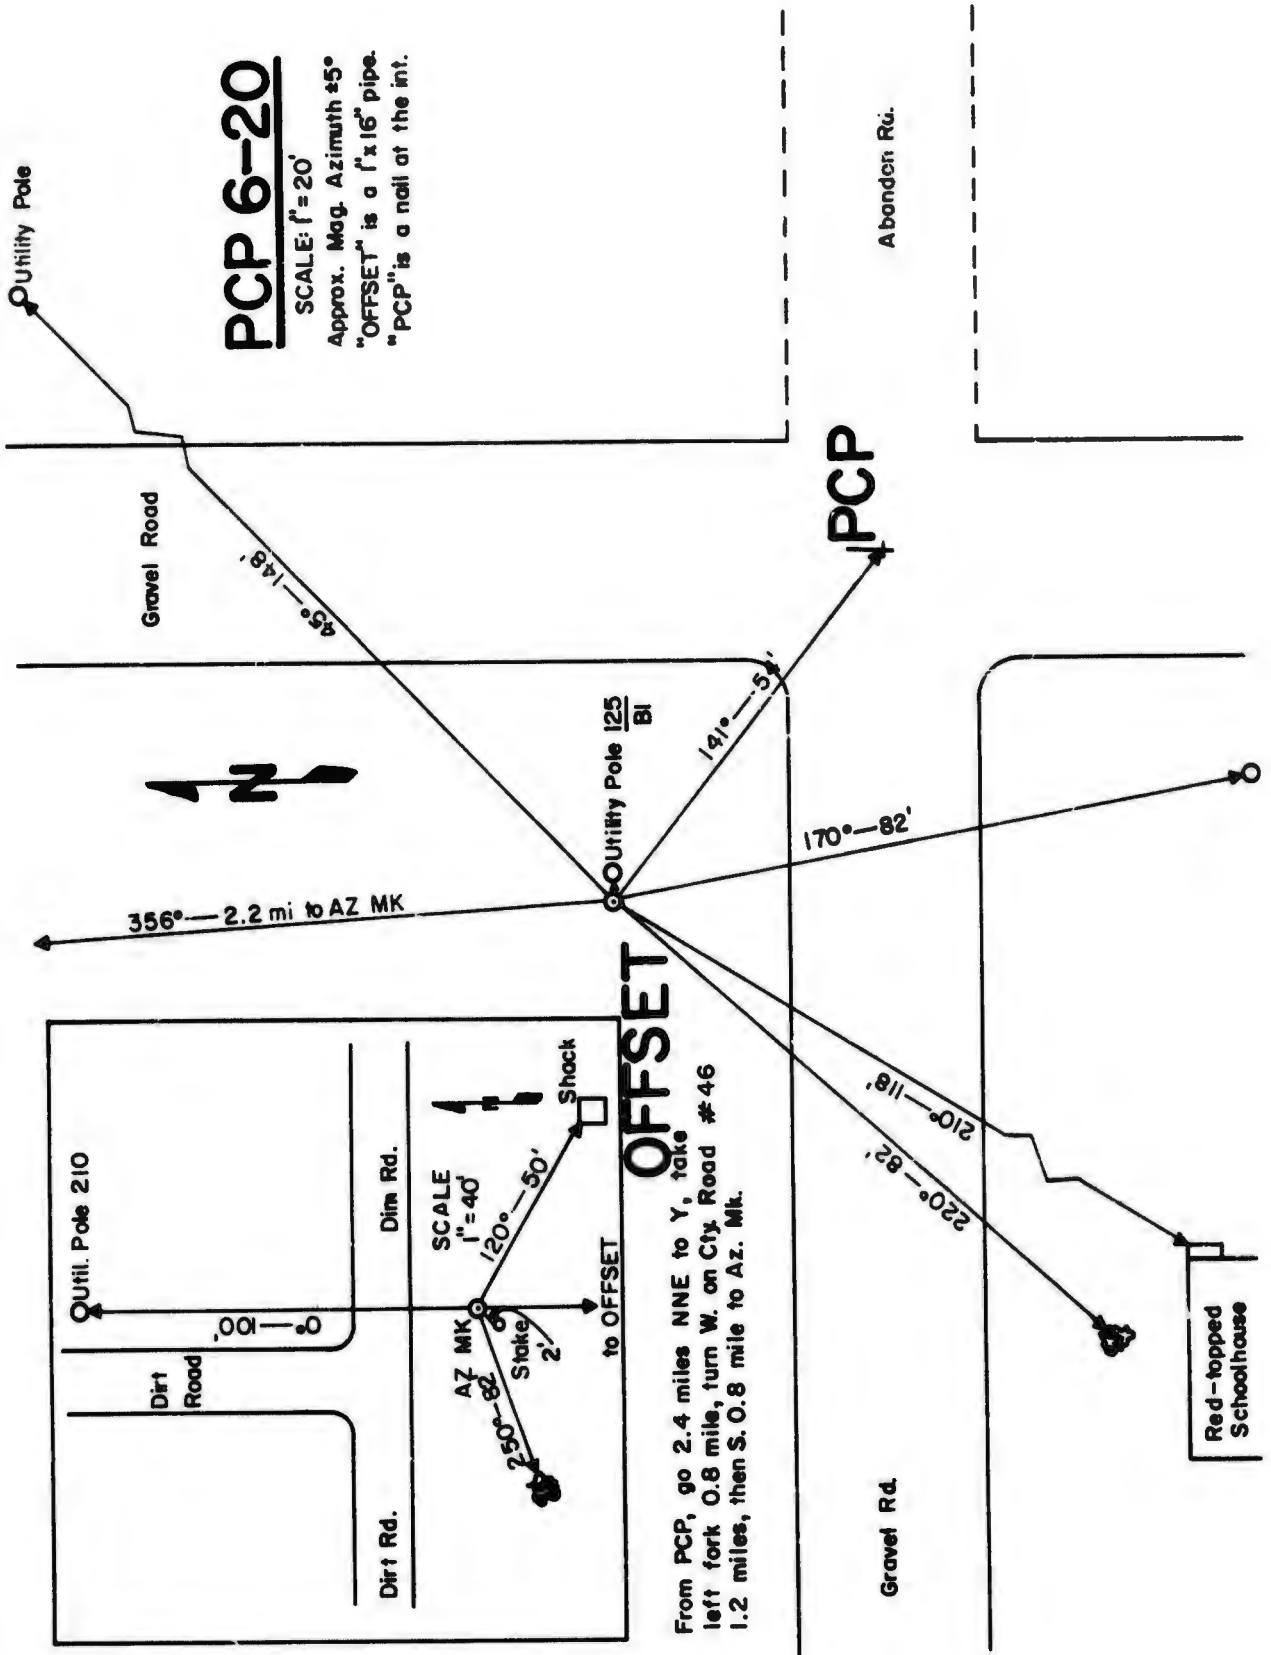 PCP 6-20
SCALE: 1"=20'
Approx. Mag. Azimuth ±5°
"OFFSET" is a 1"x16" pipe.
"PCP" is a nail at the int.
Utility Pole
Gravel Road
45°—148'
N
356°—2.2 mi to AZ MK
Utility Pole 125
B1
OFFSET
141°—
PCP
Abandon Rd.
170°—82'
210°—118'
220°—82'
Red-topped
Schoolhouse
Gravel Rd.
Util. Pole 210
0°—100'
Dirt
Road
Dirt Rd.
Dim Rd.
SCALE
1"=40'
N
AZ MK
120°—50'
Shack
250°—82
Stake
2'
to OFFSET
From PCP, go 2.4 miles NNE to Y, take
left fork 0.8 mile, turn W. on Cty. Road #46
1.2 miles, then S. 0.8 mile to Az. Mk.